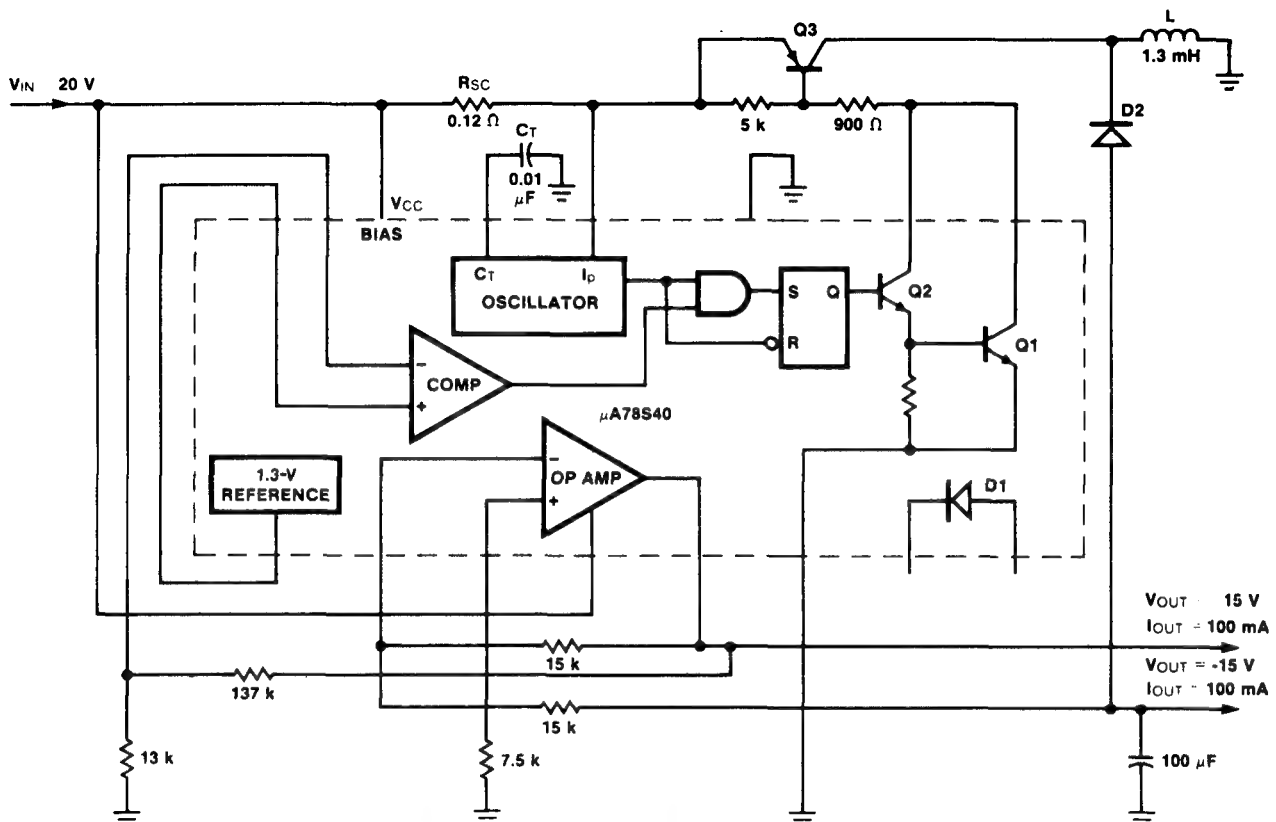 L
1.3 mH
Q3
VIN 20 V
RSC
0.12 Ω
5 k
900 Ω
D2
CT
0.01
µF
VCC
BIAS
CT IP
OSCILLATOR
S Q
R
Q2
Q1
−
COMP
+
µA78S40
−
OP AMP
+
1.3-V
REFERENCE
D1
VOUT 15 V
IOUT = 100 mA
15 k
137 k
VOUT = -15 V
IOUT - 100 mA
15 k
13 k
7.5 k
100 µF